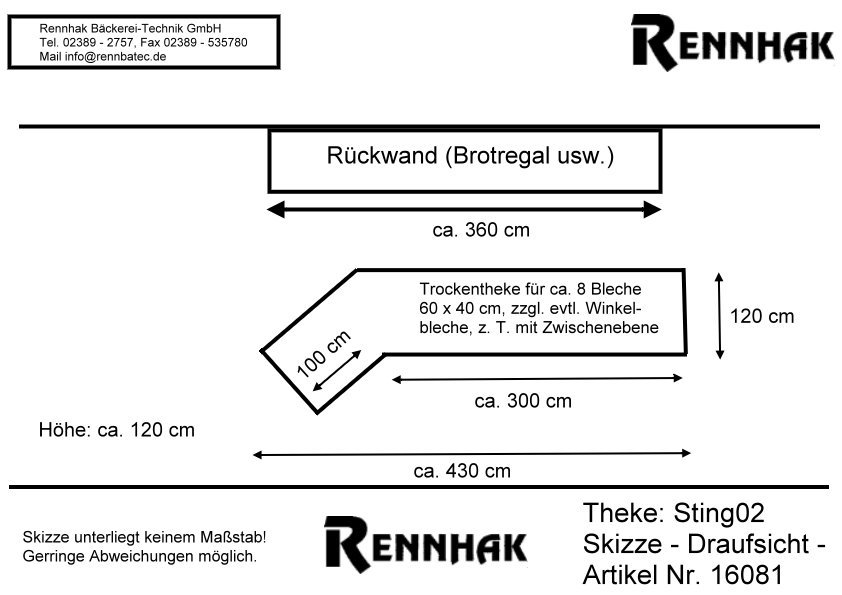 Rennhak Bäckerei-Technik GmbH
Tel. 02389 - 2757, Fax 02389 - 535780
Mail info@rennbatec.de
RENNHAK
Rückwand (Brotregal usw.)
ca. 360 cm
Trockentheke für ca. 8 Bleche
60 x 40 cm, zzgl. evtl. Winkel-
bleche, z. T. mit Zwischenebene
120 cm
100 cm
ca. 300 cm
Höhe: ca. 120 cm
ca. 430 cm
Skizze unterliegt keinem Maßstab!
Gerringe Abweichungen möglich.
RENNHAK
Theke: Sting02
Skizze - Draufsicht -
Artikel Nr. 16081